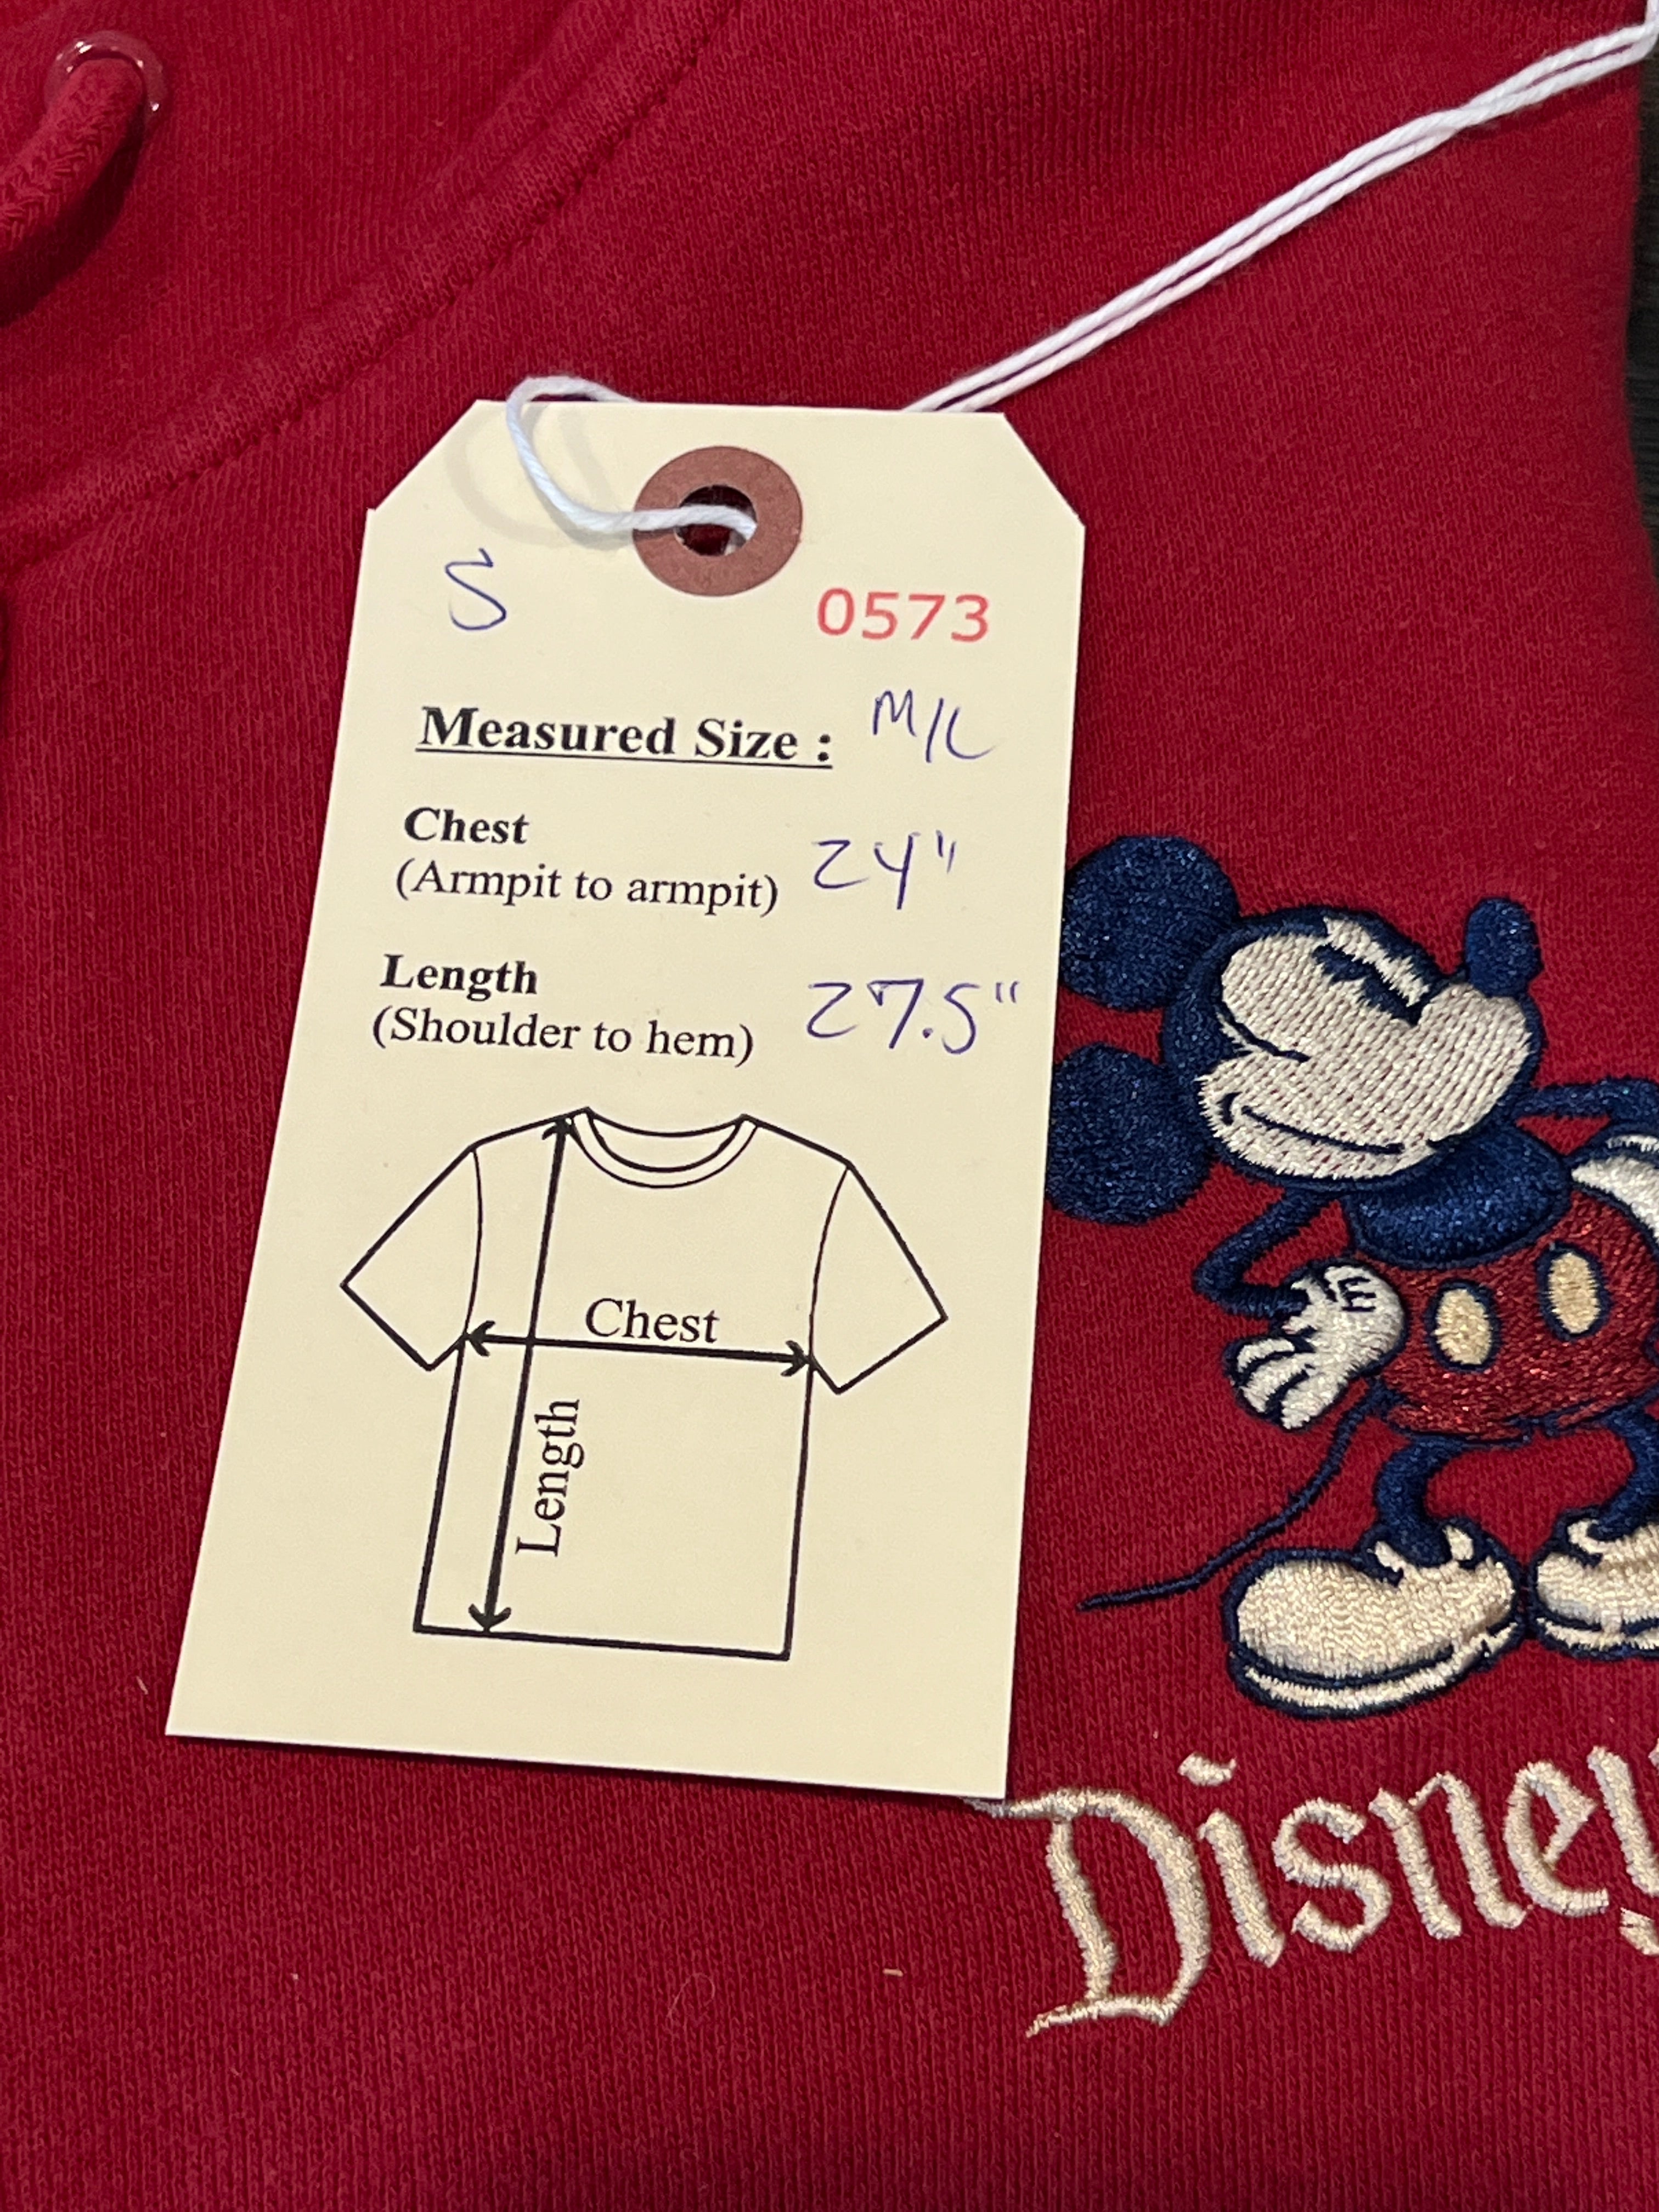 S
0573
Measured Size : M/L
Chest
(Armpit to armpit) 24"
Length
(Shoulder to hem) 27.5"
Chest
Length
Disney